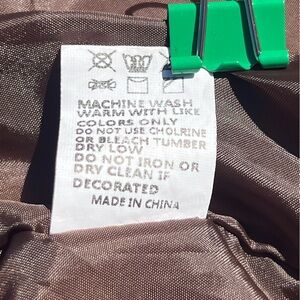 MACHINE WASH
WARM WITH LIKE
COLORS ONLY
DO NOT USE CHOLRINE
OR BLEACH TUMBER
DRY LOW
DO NOT IRON OR
DRY CLEAN IF
DECORATED
MADE IN CHINA